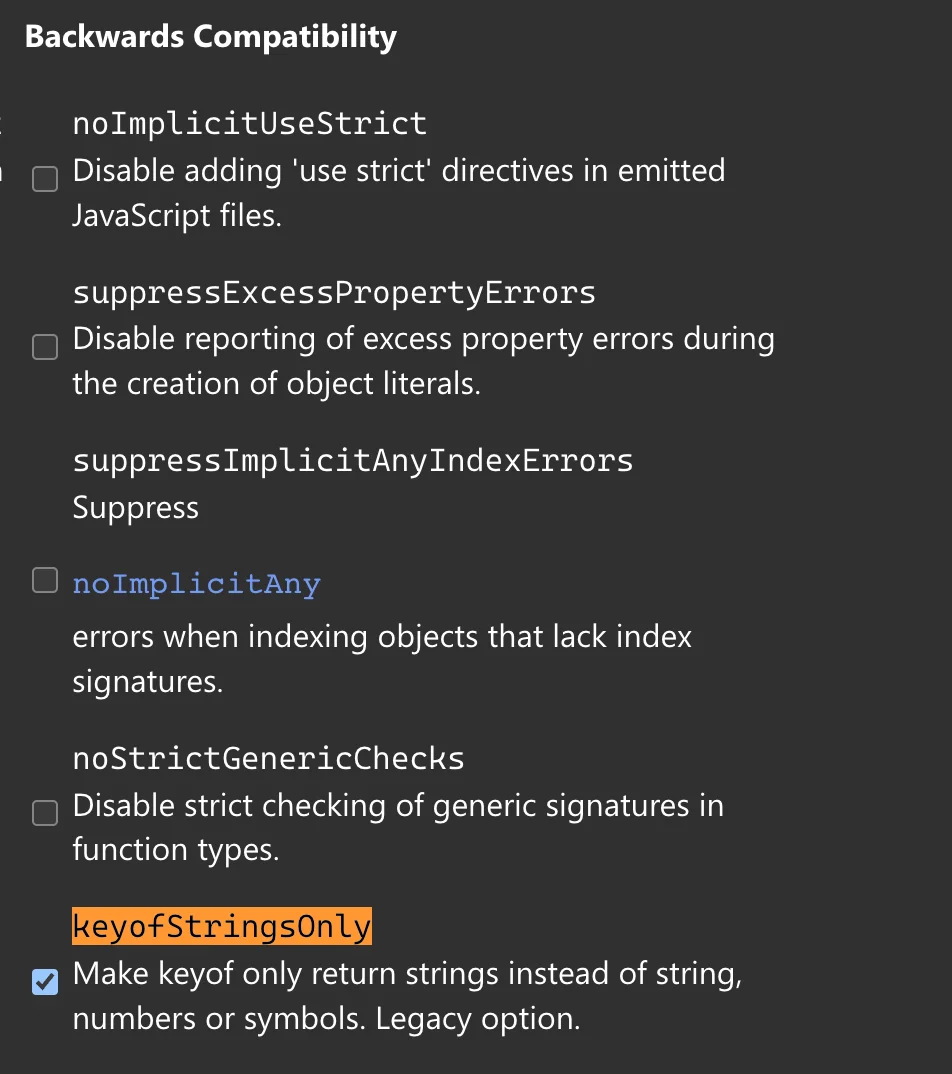 Backwards Compatibility
noImplicitUseStrict
Disable adding 'use strict' directives in emitted
JavaScript files.
suppressExcessPropertyErrors
Disable reporting of excess property errors during
the creation of object literals.
suppressImplicitAnyIndexErrors
Suppress
noImplicitAny
errors when indexing objects that lack index
signatures.
noStrictGenericChecks
Disable strict checking of generic signatures in
function types.
keyofStringsOnly
Make keyof only return strings instead of string,
numbers or symbols. Legacy option.